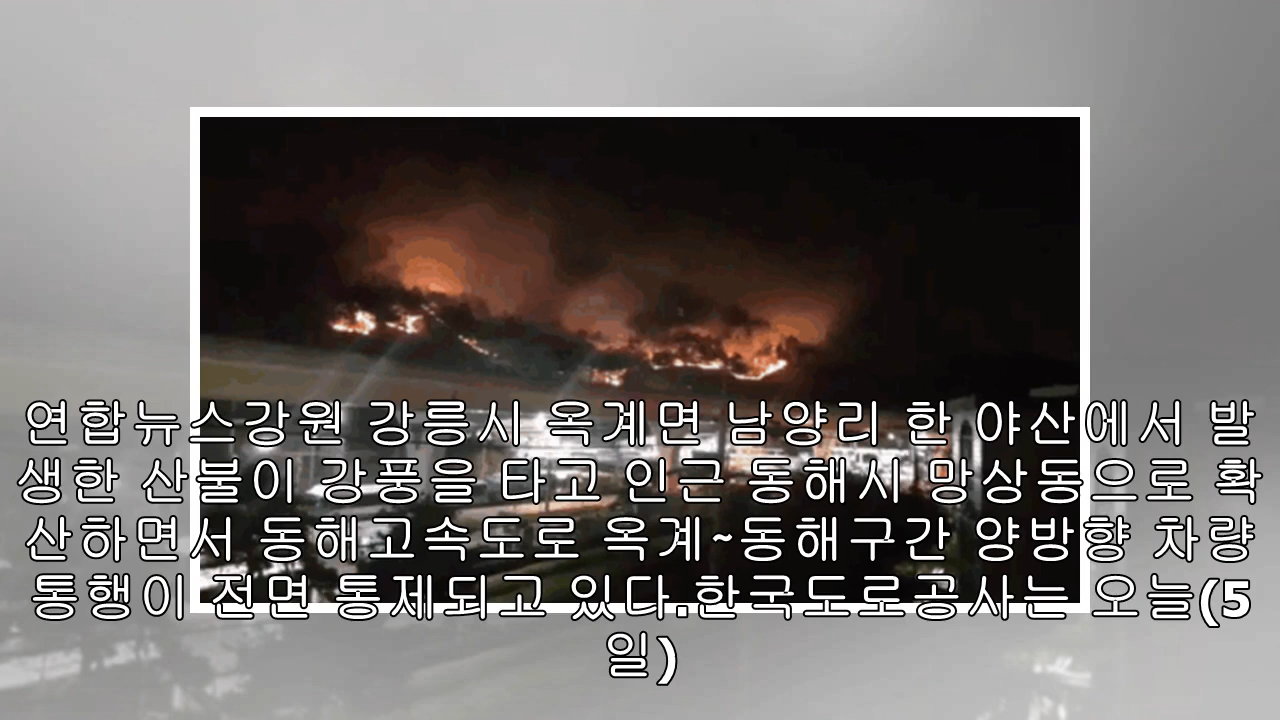 연합뉴스강원 강릉시 옥계면 남양리 한 야산에서 발
생한 산불이 강풍을 타고 인근 동해시 망상동으로 확
산하면서 동해고속도로 옥계~동해구간 양방향 차량
통행이 전면 통제되고 있다.한국도로공사는 오늘(5
일)